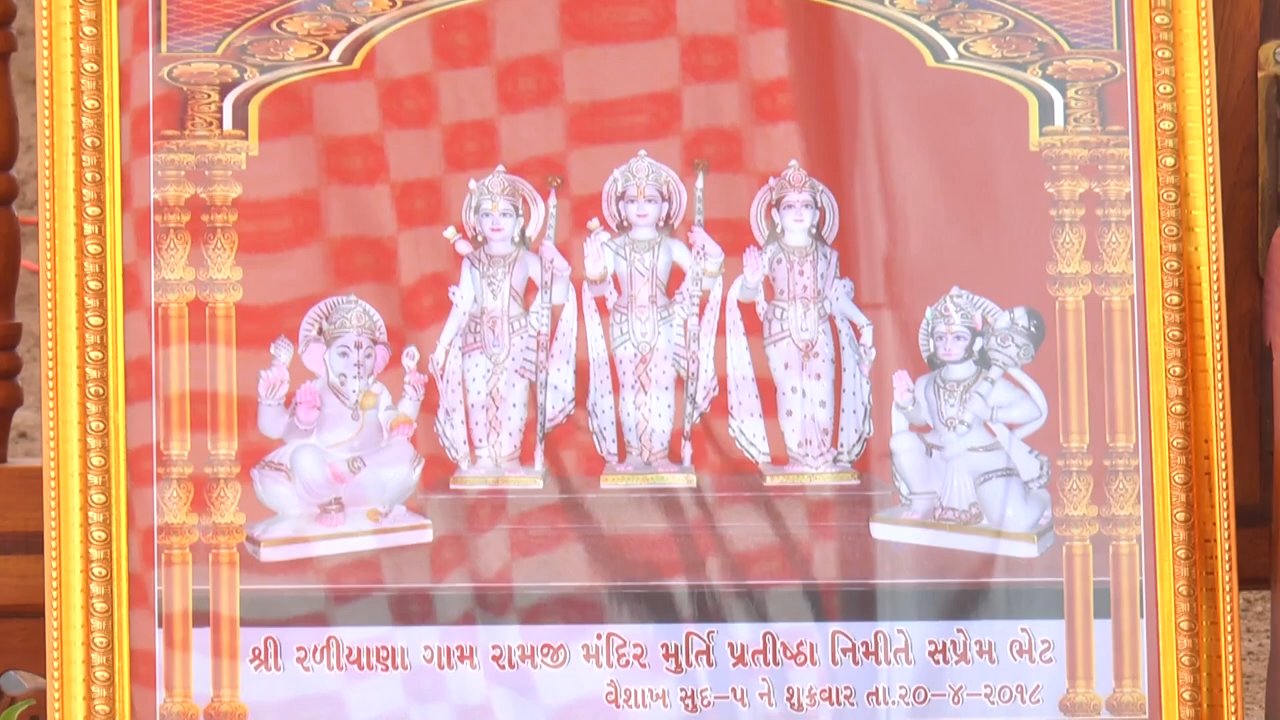 શ્રી રળીયાણા ગામ રામજી મંદિર મુર્તિ પ્રતીષ્ઠા નિમીતે સપ્રેમ ભેટ
વૈશાખ સુદ-૫ ને શુક્રવાર તા.૨૦-૪-૨૦૧૮